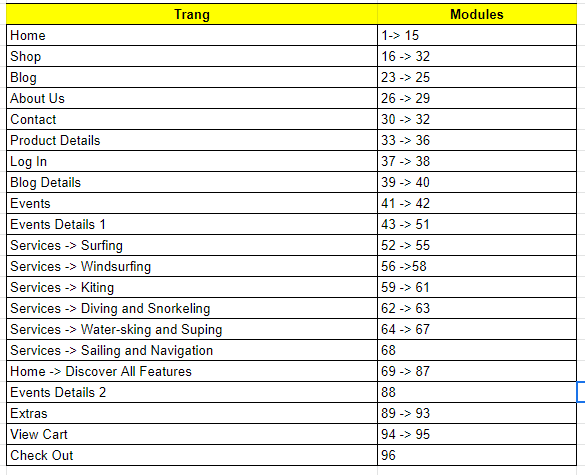 Trang Modules
Home 1-> 15
Shop 16 -> 32
Blog 23 -> 25
About Us 26 -> 29
Contact 30 -> 32
Product Details 33 -> 36
Log In 37 -> 38
Blog Details 39 -> 40
Events 41 -> 42
Events Details 1 43 -> 51
Services -> Surfing 52 -> 55
Services -> Windsurfing 56 ->58
Services -> Kiting 59 -> 61
Services -> Diving and Snorkeling 62 -> 63
Services -> Water-sking and Suping 64 -> 67
Services -> Sailing and Navigation 68
Home -> Discover All Features 69 -> 87
Events Details 2 88
Extras 89 -> 93
View Cart 94 -> 95
Check Out 96